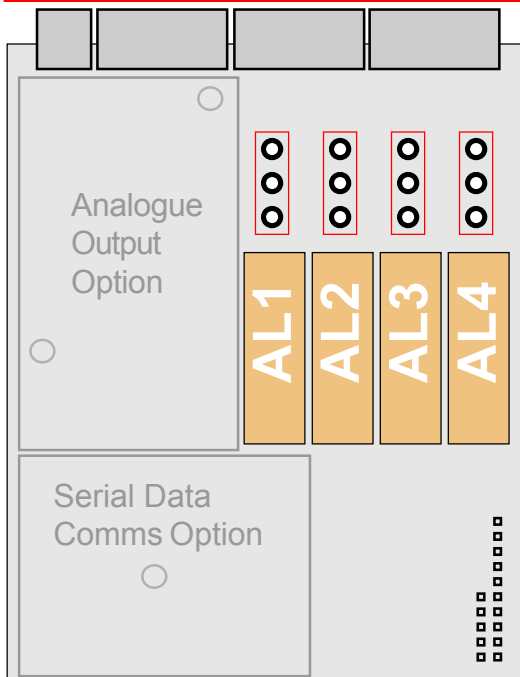 Analogue
Output
Option
AL1
AL2
AL3
AL4
Serial Data
Comms Option